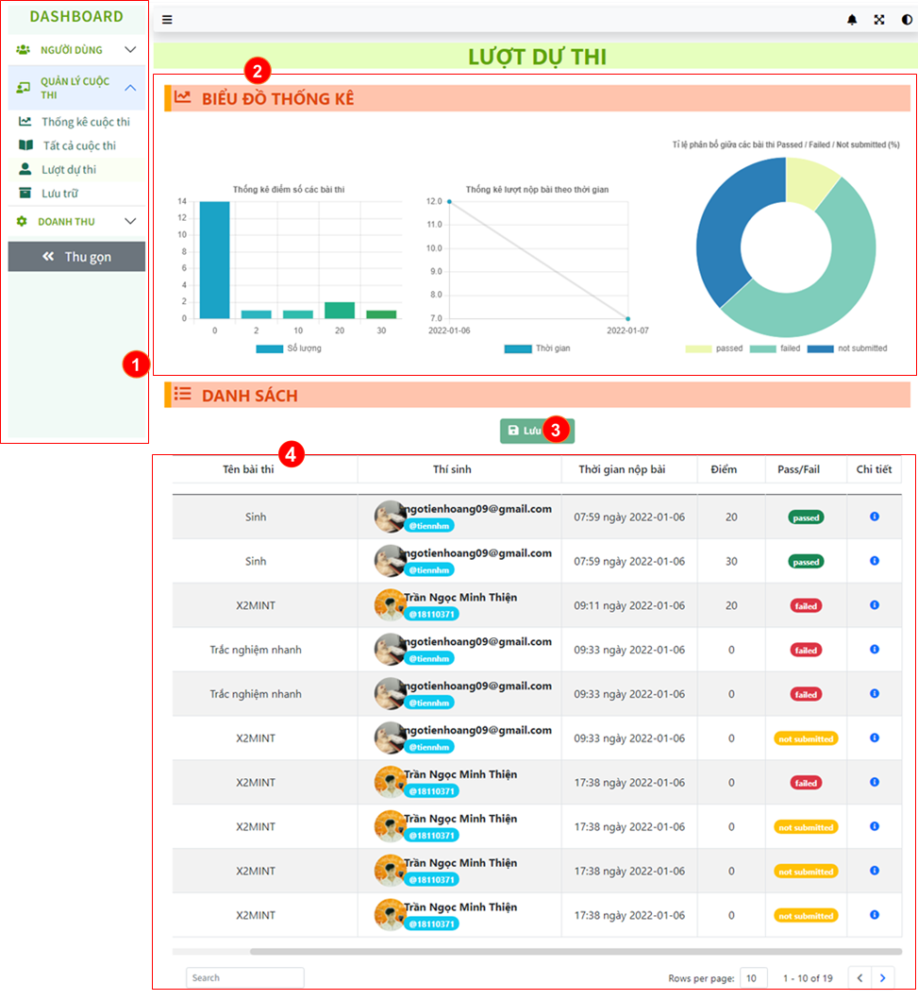 DASHBOARD
NGƯỜI DÙNG
QUẢN LÝ CUỘC
THI
Thống kê cuộc thi
Tất cả cuộc thi
Lượt dự thi
Lưu trữ
DOANH THU
Thu gọn
1
LƯỢT DỰ THI
2
BIỂU ĐỒ THỐNG KÊ
Thống kê điểm số các bài thi
14
12
10
8
6
4
2
0
0 2 10 20 30
Số lượng
Thống kê lượt nộp bài theo thời gian
12.0
11.0
10.0
9.0
8.0
7.0
2022-01-06 2022-01-07
Thời gian
Tỉ lệ phân bố giữa các bài thi Passed / Failed / Not submitted (%)
passed failed not submitted
DANH SÁCH
Lưu 3
4
Tên bài thi Thí sinh Thời gian nộp bài Điểm Pass/Fail Chi tiết
Sinh ngotienhoang09@gmail.com @tiennhm 07:59 ngày 2022-01-06 20 passed
Sinh ngotienhoang09@gmail.com @tiennhm 07:59 ngày 2022-01-06 30 passed
X2MINT Trần Ngọc Minh Thiện @18110371 09:11 ngày 2022-01-06 20 failed
Trắc nghiệm nhanh ngotienhoang09@gmail.com @tiennhm 09:33 ngày 2022-01-06 0 failed
Trắc nghiệm nhanh ngotienhoang09@gmail.com @tiennhm 09:33 ngày 2022-01-06 0 failed
X2MINT ngotienhoang09@gmail.com @tiennhm 09:33 ngày 2022-01-06 0 not submitted
X2MINT Trần Ngọc Minh Thiện @18110371 17:38 ngày 2022-01-06 0 failed
X2MINT Trần Ngọc Minh Thiện @18110371 17:38 ngày 2022-01-06 0 not submitted
X2MINT Trần Ngọc Minh Thiện @18110371 17:38 ngày 2022-01-06 0 not submitted
X2MINT Trần Ngọc Minh Thiện @18110371 17:38 ngày 2022-01-06 0 not submitted
Search Rows per page: 10 1 - 10 of 19